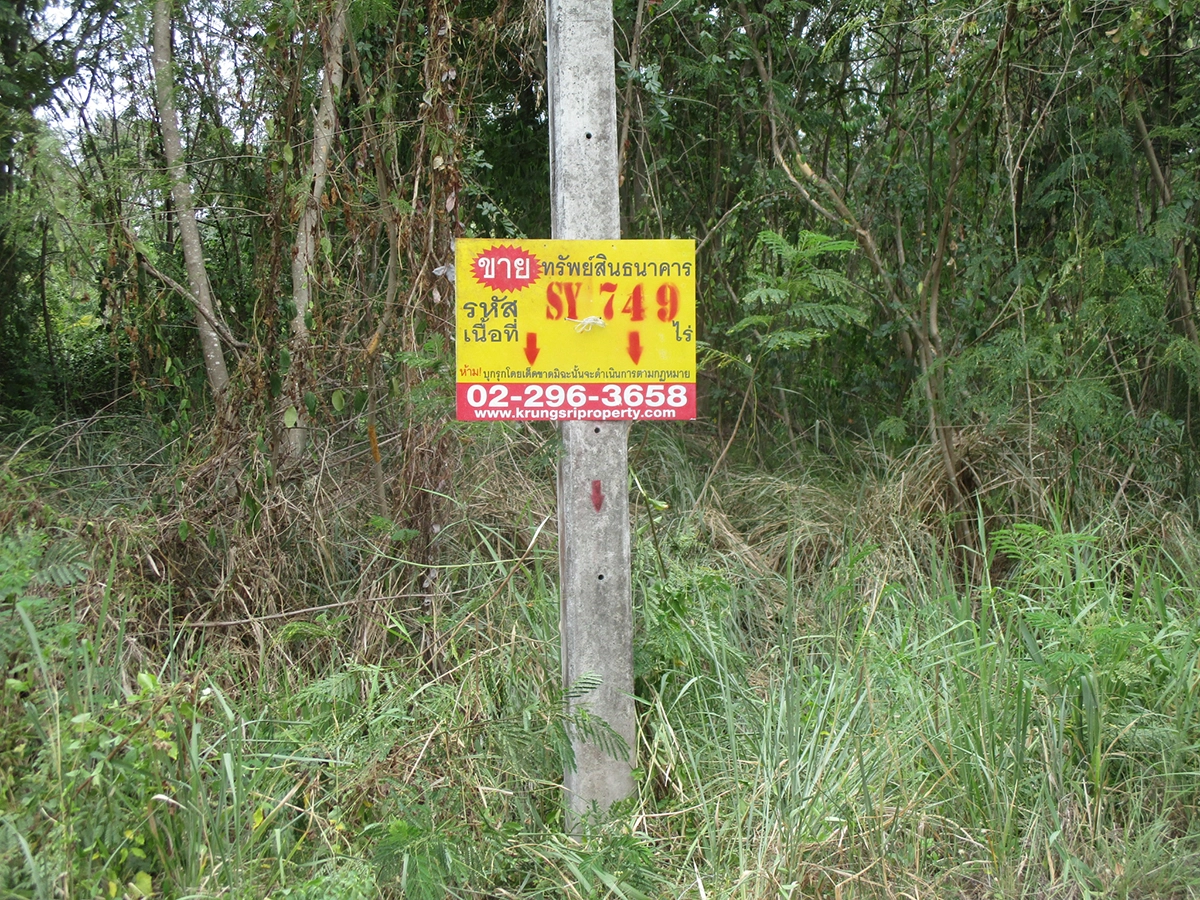 ขาย ทรัพย์สินธนาคาร
รหัส SY 749
เนื้อที่ ไร่
ห้าม! บุกรุกโดยเด็ดขาดมิฉะนั้นจะดำเนินการตามกฎหมาย
02-296-3658
www.krungsriproperty.com